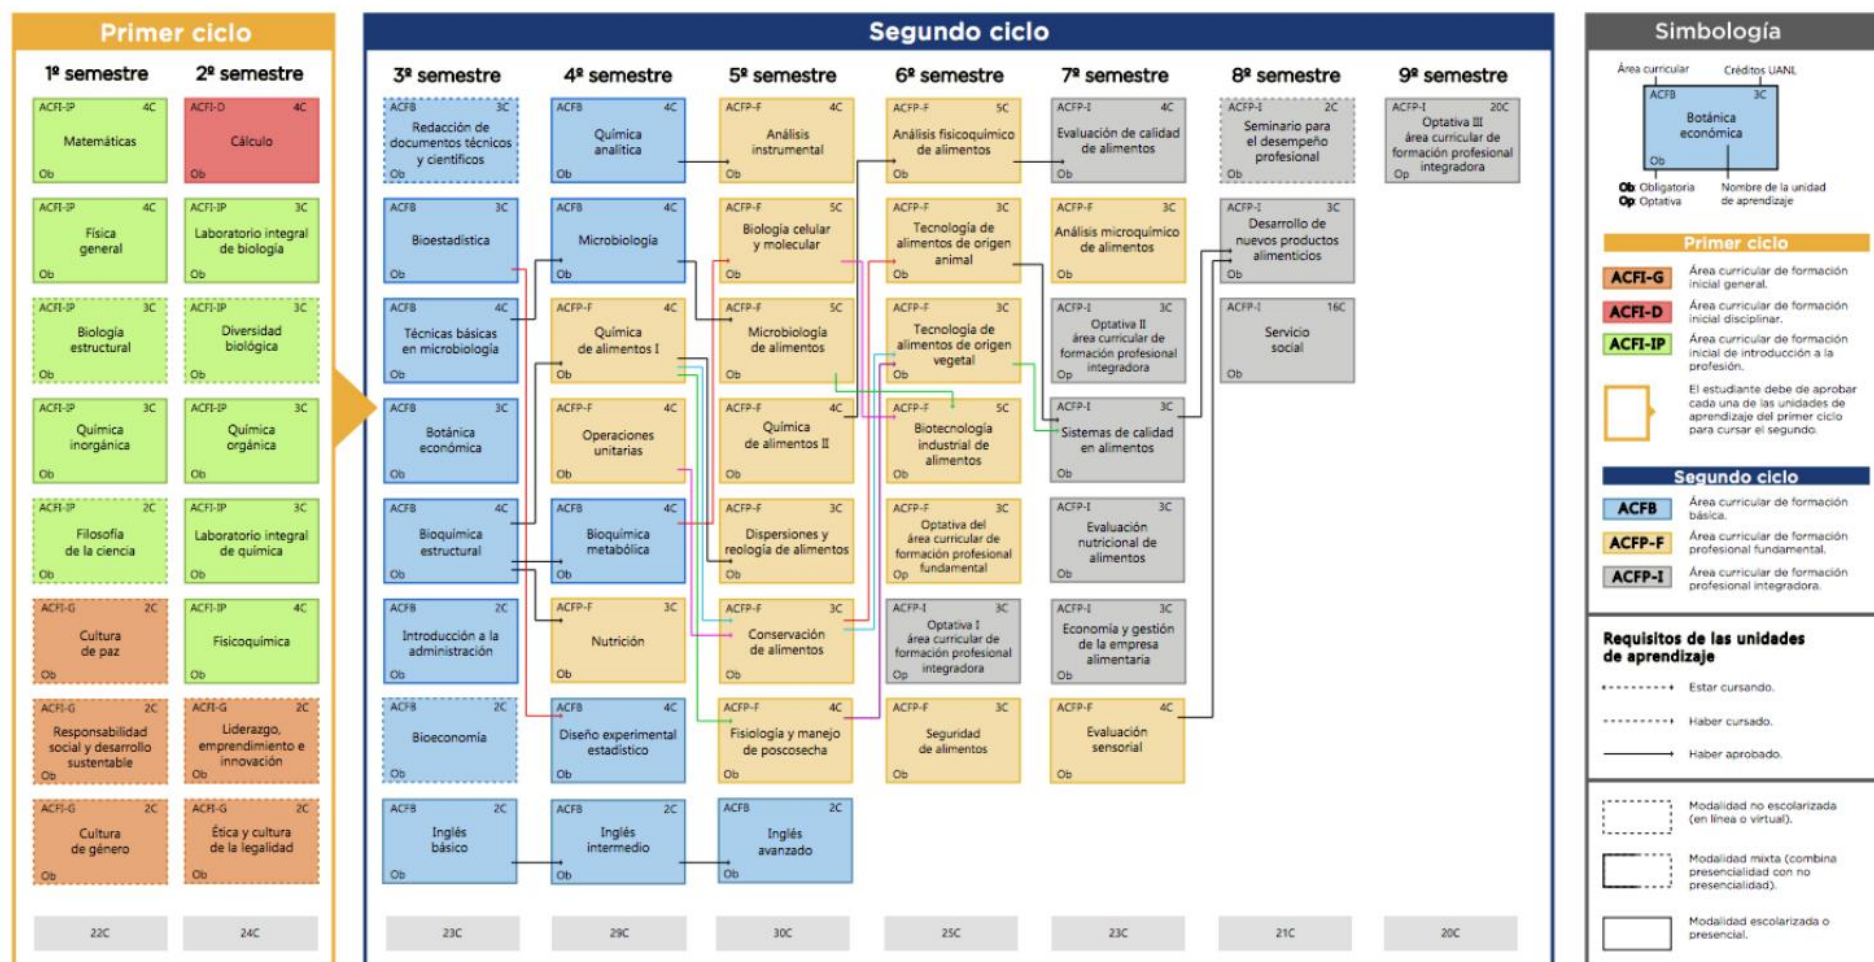 Primer ciclo
1º semestre
ACFI-IP 4C
Matemáticas
Ob
ACFI-IP 4C
Física
general
Ob
ACFI-IP 3C
Biología
estructural
Ob
ACFI-IP 3C
Química
inorgánica
Ob
ACFI-IP 2C
Filosofía
de la ciencia
Ob
ACFI-G 2C
Cultura
de paz
Ob
ACFI-G 2C
Responsabilidad
social y desarrollo
sustentable
Ob
ACFI-G 2C
Cultura
de género
Ob
22C
2º semestre
ACFI-D 4C
Cálculo
Ob
ACFI-IP 3C
Laboratorio integral
de biología
Ob
ACFI-IP 3C
Diversidad
biológica
Ob
ACFI-IP 3C
Química
orgánica
Ob
ACFI-IP 3C
Laboratorio integral
de química
Ob
ACFI-IP 4C
Fisicoquímica
Ob
ACFI-G 2C
Liderazgo,
emprendimiento e
innovación
Ob
ACFI-G 2C
Ética y cultura
de la legalidad
Ob
24C
Segundo ciclo
3º semestre
ACFB 3C
Redacción de
documentos técnicos
y científicos
Ob
ACFB 3C
Bioestadística
Ob
ACFB 4C
Técnicas básicas
en microbiología
Ob
ACFB 3C
Botánica
económica
Ob
ACFB 4C
Bioquímica
estructural
Ob
ACFB 2C
Introducción a la
administración
Ob
ACFB 2C
Bioeconomía
Ob
ACFB 2C
Inglés
básico
Ob
23C
4º semestre
ACFB 4C
Química
analítica
Ob
ACFB 4C
Microbiología
Ob
ACFP-F 4C
Química
de alimentos I
Ob
ACFP-F 4C
Operaciones
unitarias
Ob
ACFB 4C
Bioquímica
metabólica
Ob
ACFP-F 3C
Nutrición
Ob
ACFB 4C
Diseño experimental
estadístico
Ob
ACFB 2C
Inglés
intermedio
Ob
29C
5º semestre
ACFP-F 4C
Análisis
instrumental
Ob
ACFP-F 5C
Biología celular
y molecular
Ob
ACFP-F 5C
Microbiología
de alimentos
Ob
ACFP-F 4C
Química
de alimentos II
Ob
ACFP-F 3C
Dispersiones y
reología de alimentos
Ob
ACFP-F 3C
Conservación
de alimentos
Ob
ACFP-F 4C
Fisiología y manejo
de poscosecha
Ob
ACFB 2C
Inglés
avanzado
Ob
30C
6º semestre
ACFP-F 5C
Análisis fisicoquímico
de alimentos
Ob
ACFP-F 3C
Tecnología de
alimentos de origen
animal
Ob
ACFP-F 3C
Tecnología de
alimentos de origen
vegetal
Ob
ACFP-F 5C
Biotecnología
industrial de
alimentos
Ob
ACFP-F 3C
Optativa del
área curricular de
formación profesional
fundamental
Op
ACFP-I 3C
Optativa I
área curricular de
formación profesional
integradora
Op
ACFP-F 3C
Seguridad
de alimentos
Ob
25C
7º semestre
ACFP-I 4C
Evaluación de calidad
de alimentos
Ob
ACFP-F 3C
Análisis microquímico
de alimentos
Ob
ACFP-I 3C
Optativa II
área curricular de
formación profesional
integradora
Op
ACFP-I 3C
Sistemas de calidad
en alimentos
Ob
ACFP-I 3C
Evaluación
nutricional de
alimentos
Ob
ACFP-I 3C
Economía y gestión
de la empresa
alimentaria
Ob
ACFP-F 4C
Evaluación
sensorial
Ob
23C
8º semestre
ACFP-I 2C
Seminario para
el desempeño
profesional
Ob
ACFP-I 3C
Desarrollo de
nuevos productos
alimenticios
Ob
ACFP-I 16C
Servicio
social
Ob
21C
9º semestre
ACFP-I 20C
Optativa III
área curricular de
formación profesional
integradora
Op
20C
Simbología
Área curricular Créditos UANL
ACFB 3C
Botánica
económica
Ob
Ob: Obligatoria
Op: Optativa
Nombre de la unidad
de aprendizaje
Primer ciclo
ACFI-G Área curricular de formación
inicial general.
ACFI-D Área curricular de formación
inicial disciplinar.
ACFI-IP Área curricular de formación
inicial de introducción a la
profesión.
El estudiante debe de aprobar
cada una de las unidades de
aprendizaje del primer ciclo
para cursar el segundo.
Segundo ciclo
ACFB Área curricular de formación
básica.
ACFP-F Área curricular de formación
profesional fundamental.
ACFP-I Área curricular de formación
profesional integradora.
Requisitos de las unidades
de aprendizaje
Estar cursando.
Haber cursado.
Haber aprobado.
Modalidad no escolarizada
(en línea o virtual).
Modalidad mixta (combina
presencialidad con no
presencialidad).
Modalidad escolarizada o
presencial.